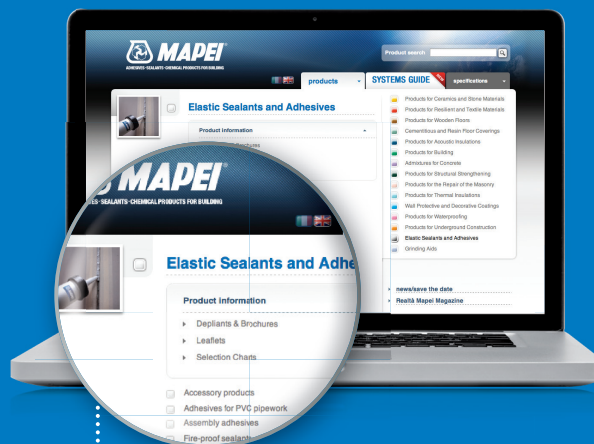 MAPEI
ADHESIVES·SEALANTS·CHEMICAL PRODUCTS FOR BUILDING
Product search
products
SYSTEMS GUIDE
NEW
specifications
Elastic Sealants and Adhesives
Product information
Products for Ceramics and Stone Materials
Products for Resilient and Textile Materials
Products for Wooden Floors
Cementitious and Resin Floor Coverings
Products for Acoustic Insulations
Products for Building
Admixtures for Concrete
Products for Structural Strengthening
Products for the Repair of the Masonry
Products for Thermal Insulations
Wall Protective and Decorative Coatings
Products for Waterproofing
Products for Underground Construction
Elastic Sealants and Adhesives
Grinding Aids
news/save the date
Realtà Mapei Magazine
MAPEI
ES·SEALANTS·CHEMICAL PRODUCTS FOR BUILDING
Elastic Sealants and Adhe
Product information
Depliants & Brochures
Leaflets
Selection Charts
Accessory products
Adhesives for PVC pipework
Assembly adhesives
Fire-proof sealant